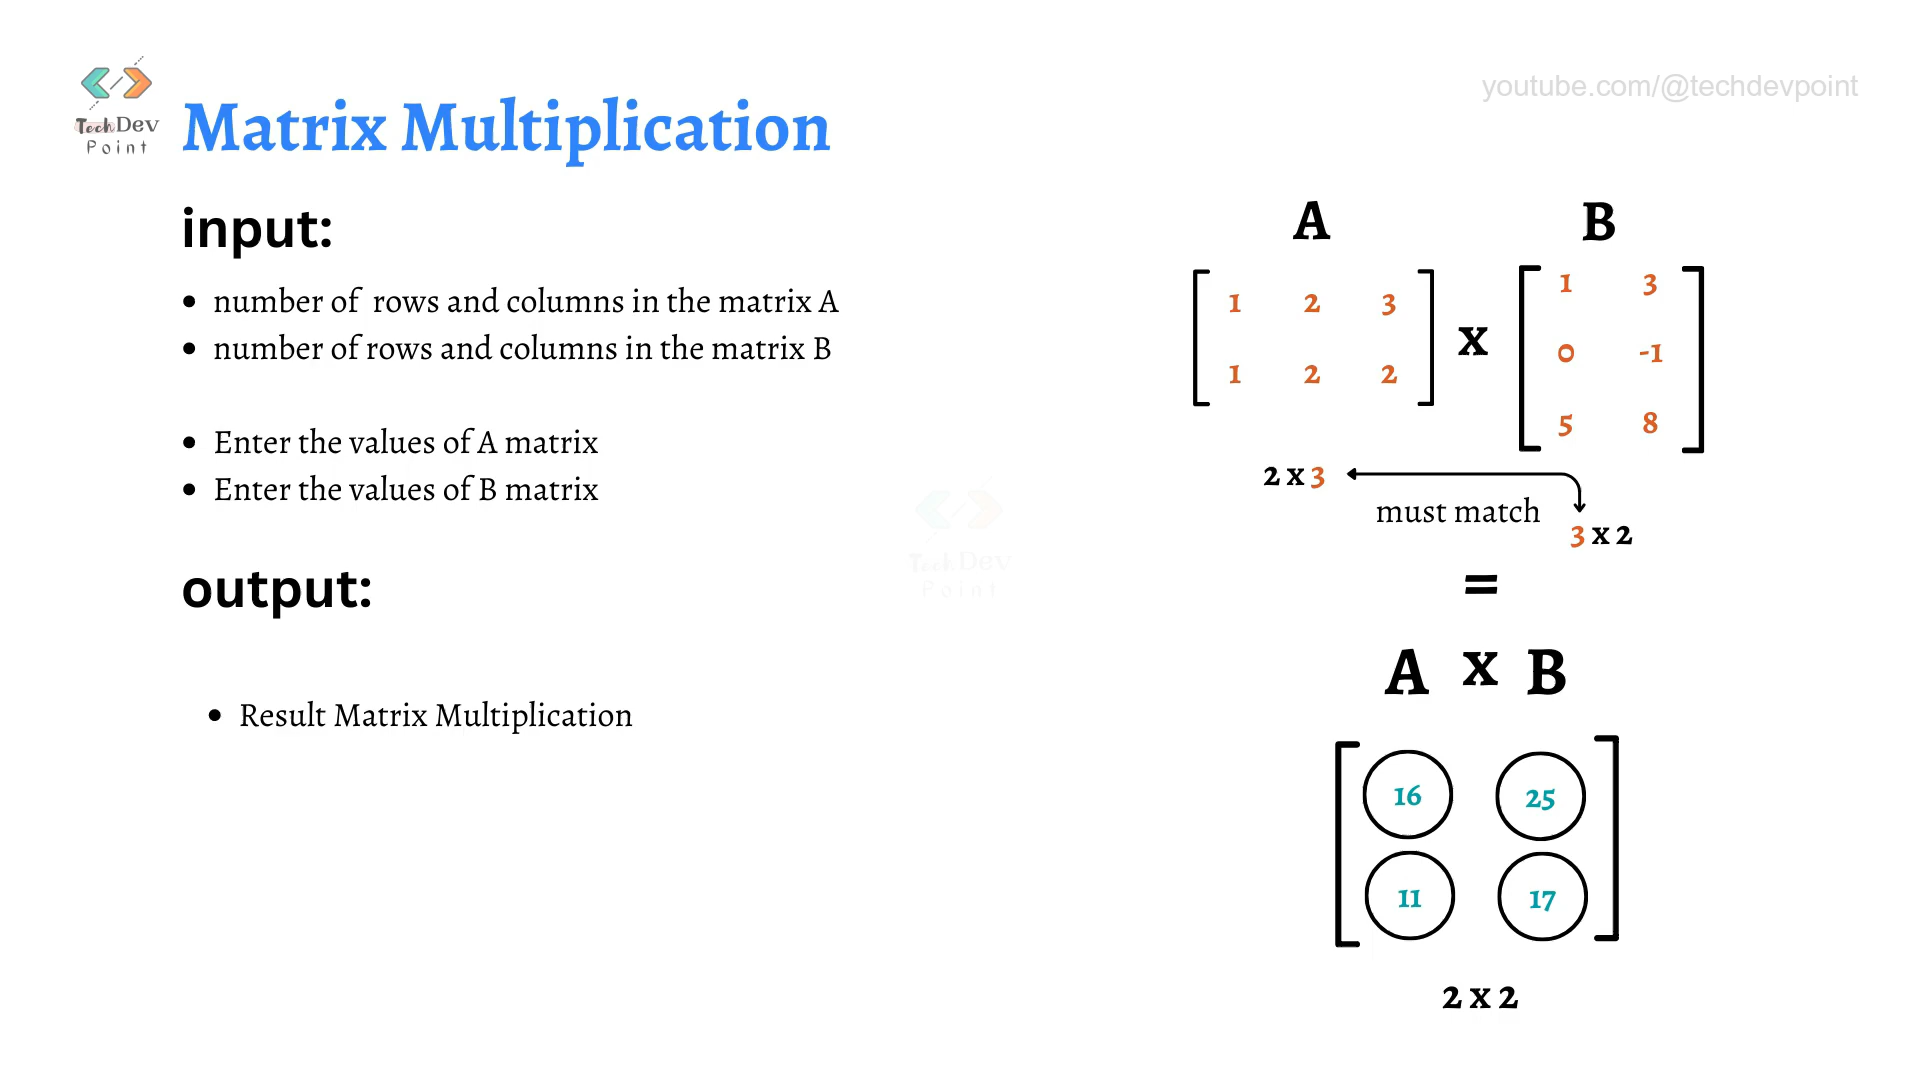 TechDev
Point
Matrix Multiplication
youtube.com/@techdevpoint
input:
• number of rows and columns in the matrix A
• number of rows and columns in the matrix B
• Enter the values of A matrix
• Enter the values of B matrix
output:
• Result Matrix Multiplication
A B
1 2 3
1 2 2
x
1 3
0 -1
5 8
2 x 3
must match
3 x 2
=
A x B
16 25
11 17
2 x 2
TechDev
Point